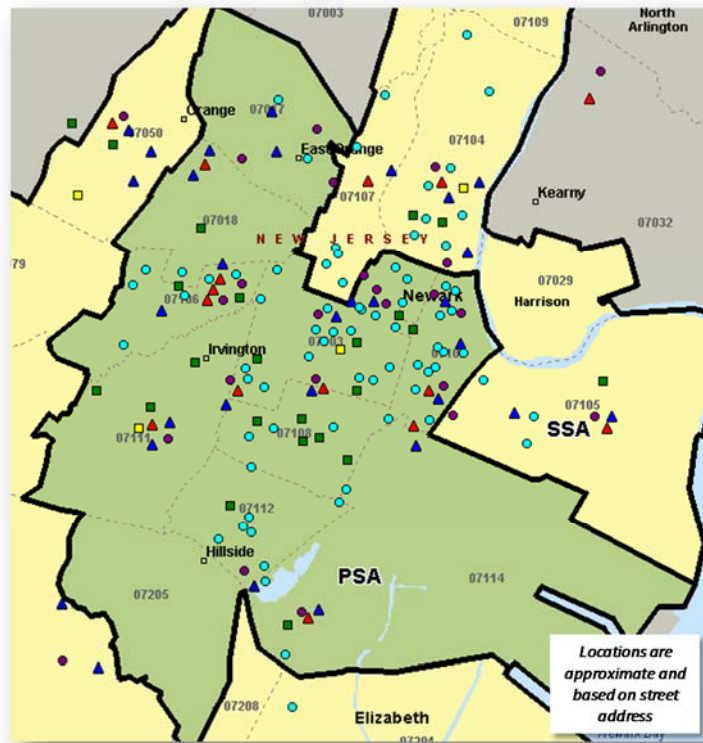 07003
07109
North
Arlington
07017
Orange
07050
East Orange
07104
07107
Kearny
07018
07032
NEW JERSEY
79
07029
Newark
Harrison
07106
07103
Irvington
07105
SSA
07111
07108
07112
Hillside
PSA
07114
07205
Locations are
approximate and
based on street
address
07208
Elizabeth
07201
Newark Bay